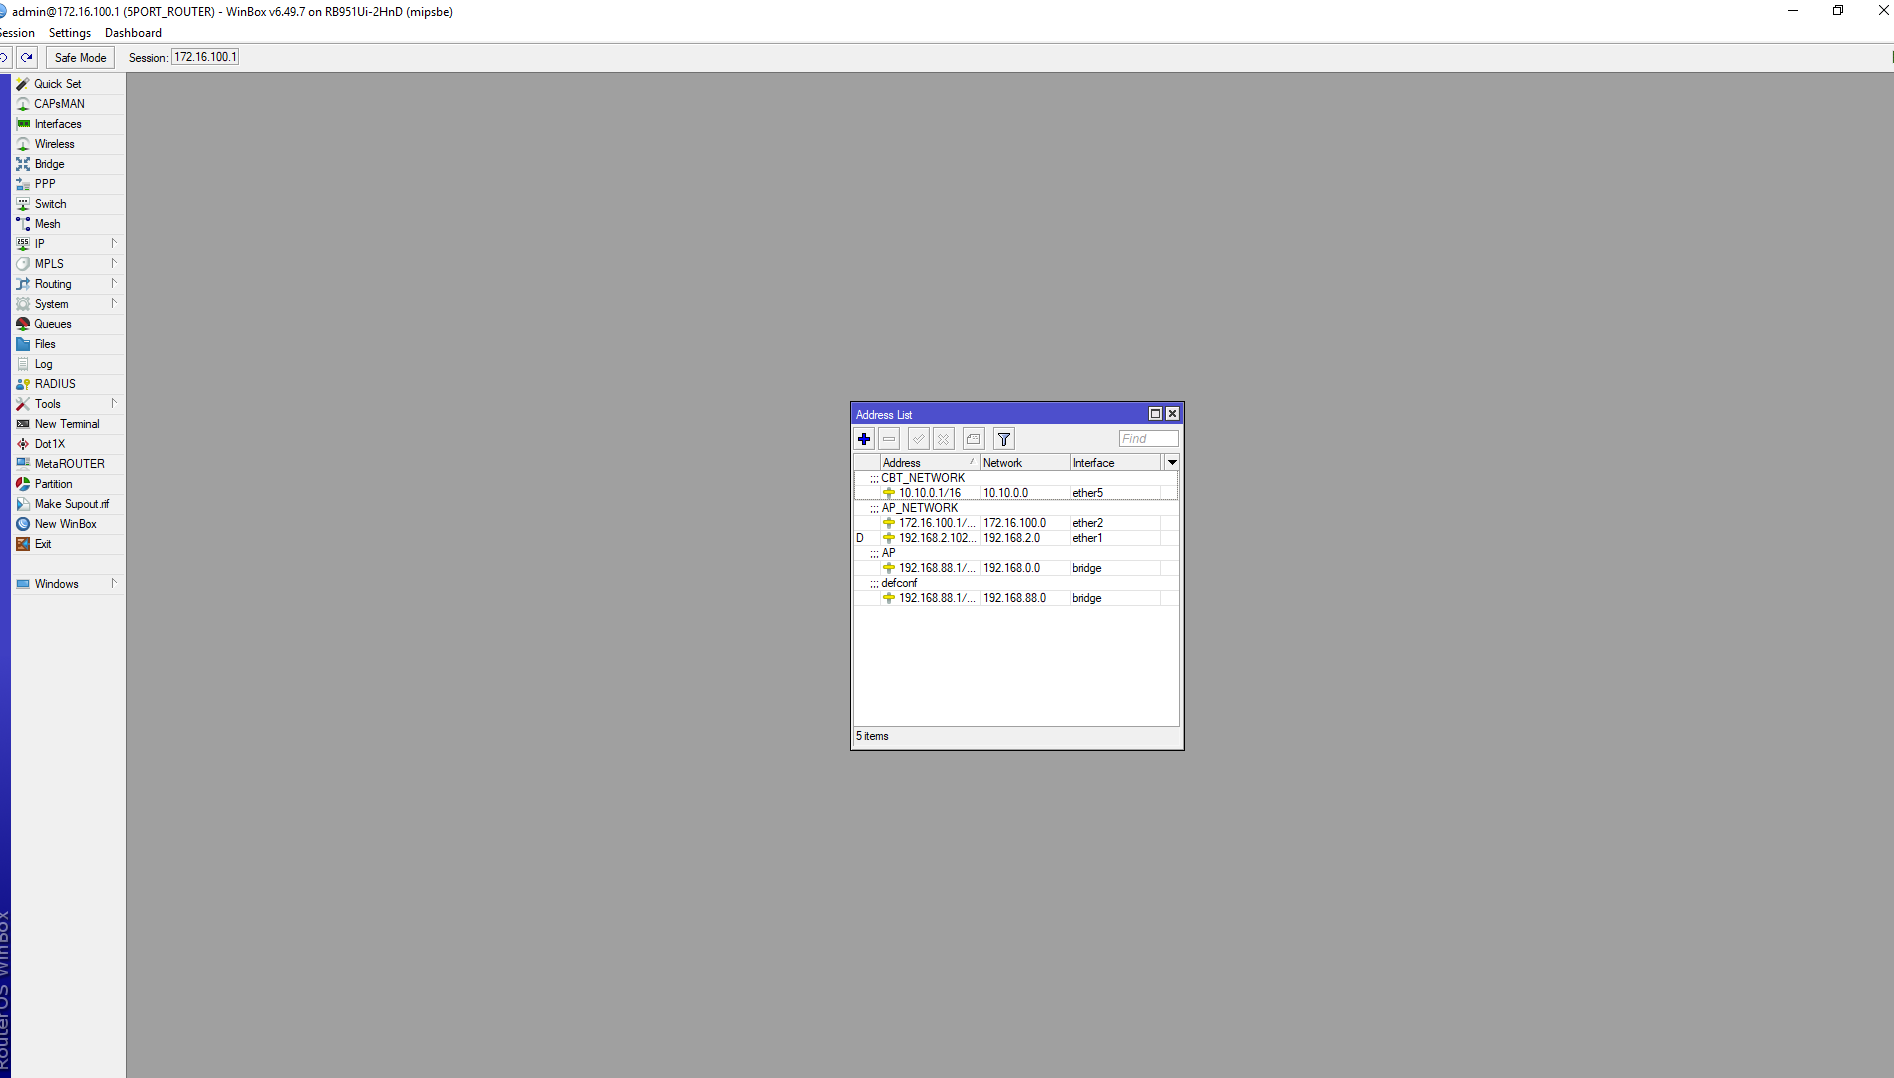 admin@172.16.100.1 (5PORT_ROUTER) - WinBox v6.49.7 on RB951Ui-2HnD (mipsbe)
Session Settings Dashboard
Safe Mode Session: 172.16.100.1
Quick Set
CAPsMAN
Interfaces
Wireless
Bridge
PPP
Switch
Mesh
IP
MPLS
Routing
System
Queues
Files
Log
RADIUS
Tools
New Terminal
Dot1X
MetaROUTER
Partition
Make Supout.rif
New WinBox
Exit
Windows
RouterOS WinBox
Address List
Find
Address Network Interface
;;; CBT_NETWORK
10.10.0.1/16 10.10.0.0 ether5
;;; AP_NETWORK
172.16.100.1/... 172.16.100.0 ether2
D 192.168.2.102... 192.168.2.0 ether1
;;; AP
192.168.88.1/... 192.168.0.0 bridge
;;; defconf
192.168.88.1/... 192.168.88.0 bridge
5 items